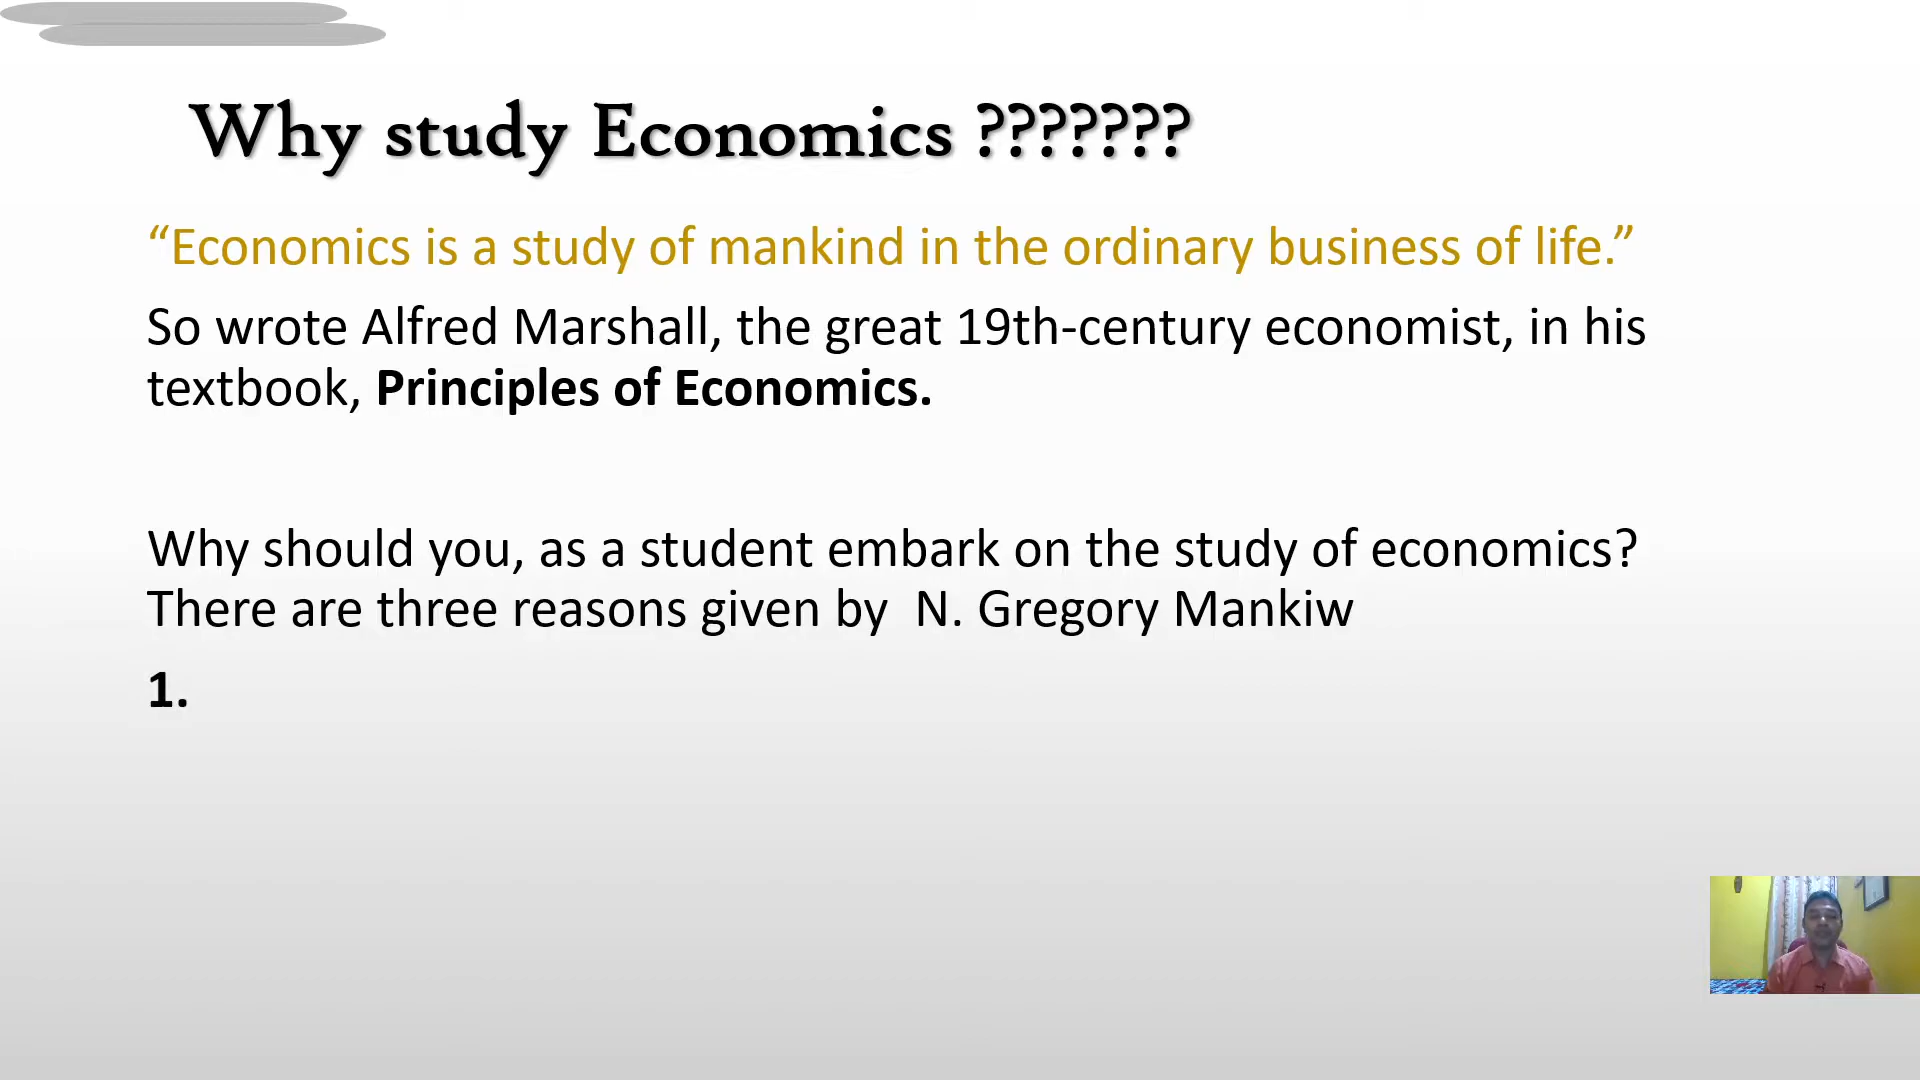 Why study Economics ???????
“Economics is a study of mankind in the ordinary business of life.”
So wrote Alfred Marshall, the great 19th-century economist, in his
textbook, Principles of Economics.
Why should you, as a student embark on the study of economics?
There are three reasons given by  N. Gregory Mankiw
1.